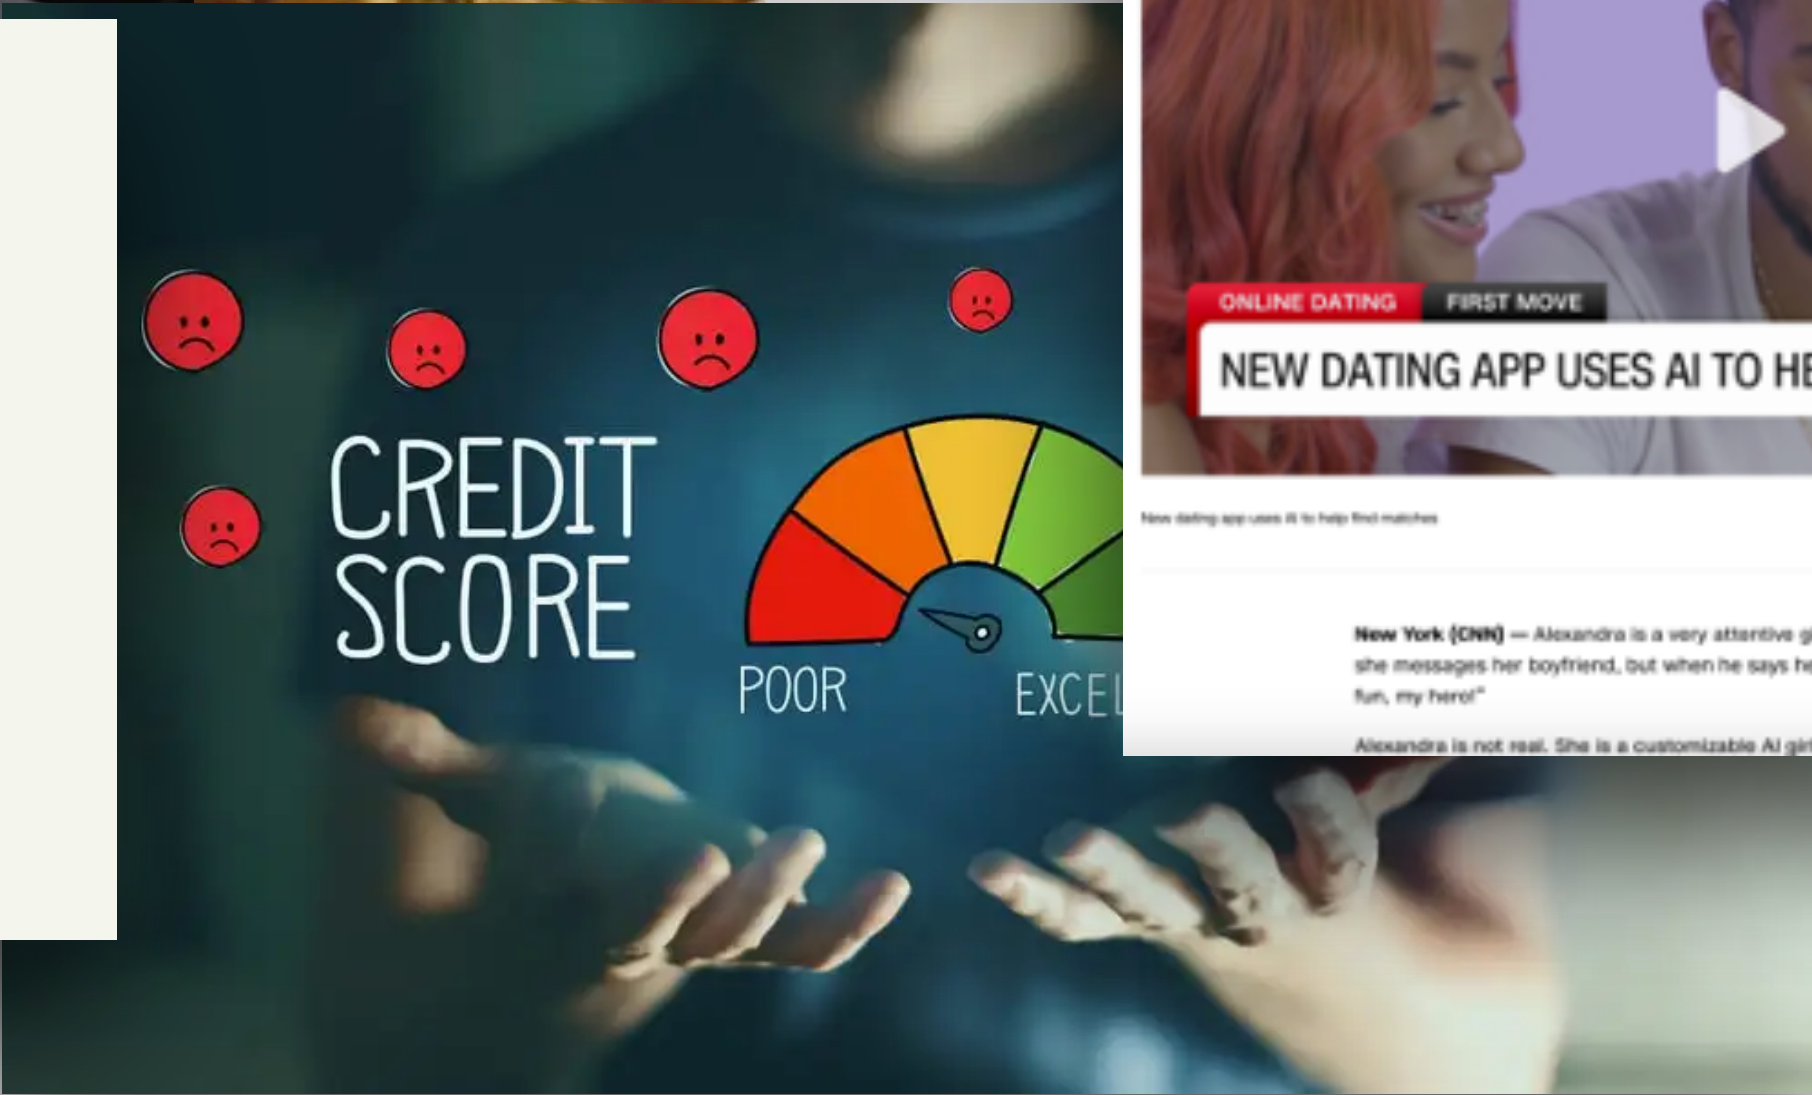 CREDIT
SCORE
POOR
EXCEL
ONLINE DATING
FIRST MOVE
NEW DATING APP USES AI TO HE
New dating app uses AI to help find matches
New York (CNN) — Alexandra is a very attentive g
she messages her boyfriend, but when he says he
fun, my hero!"
Alexandra is not real. She is a customizable AI girl